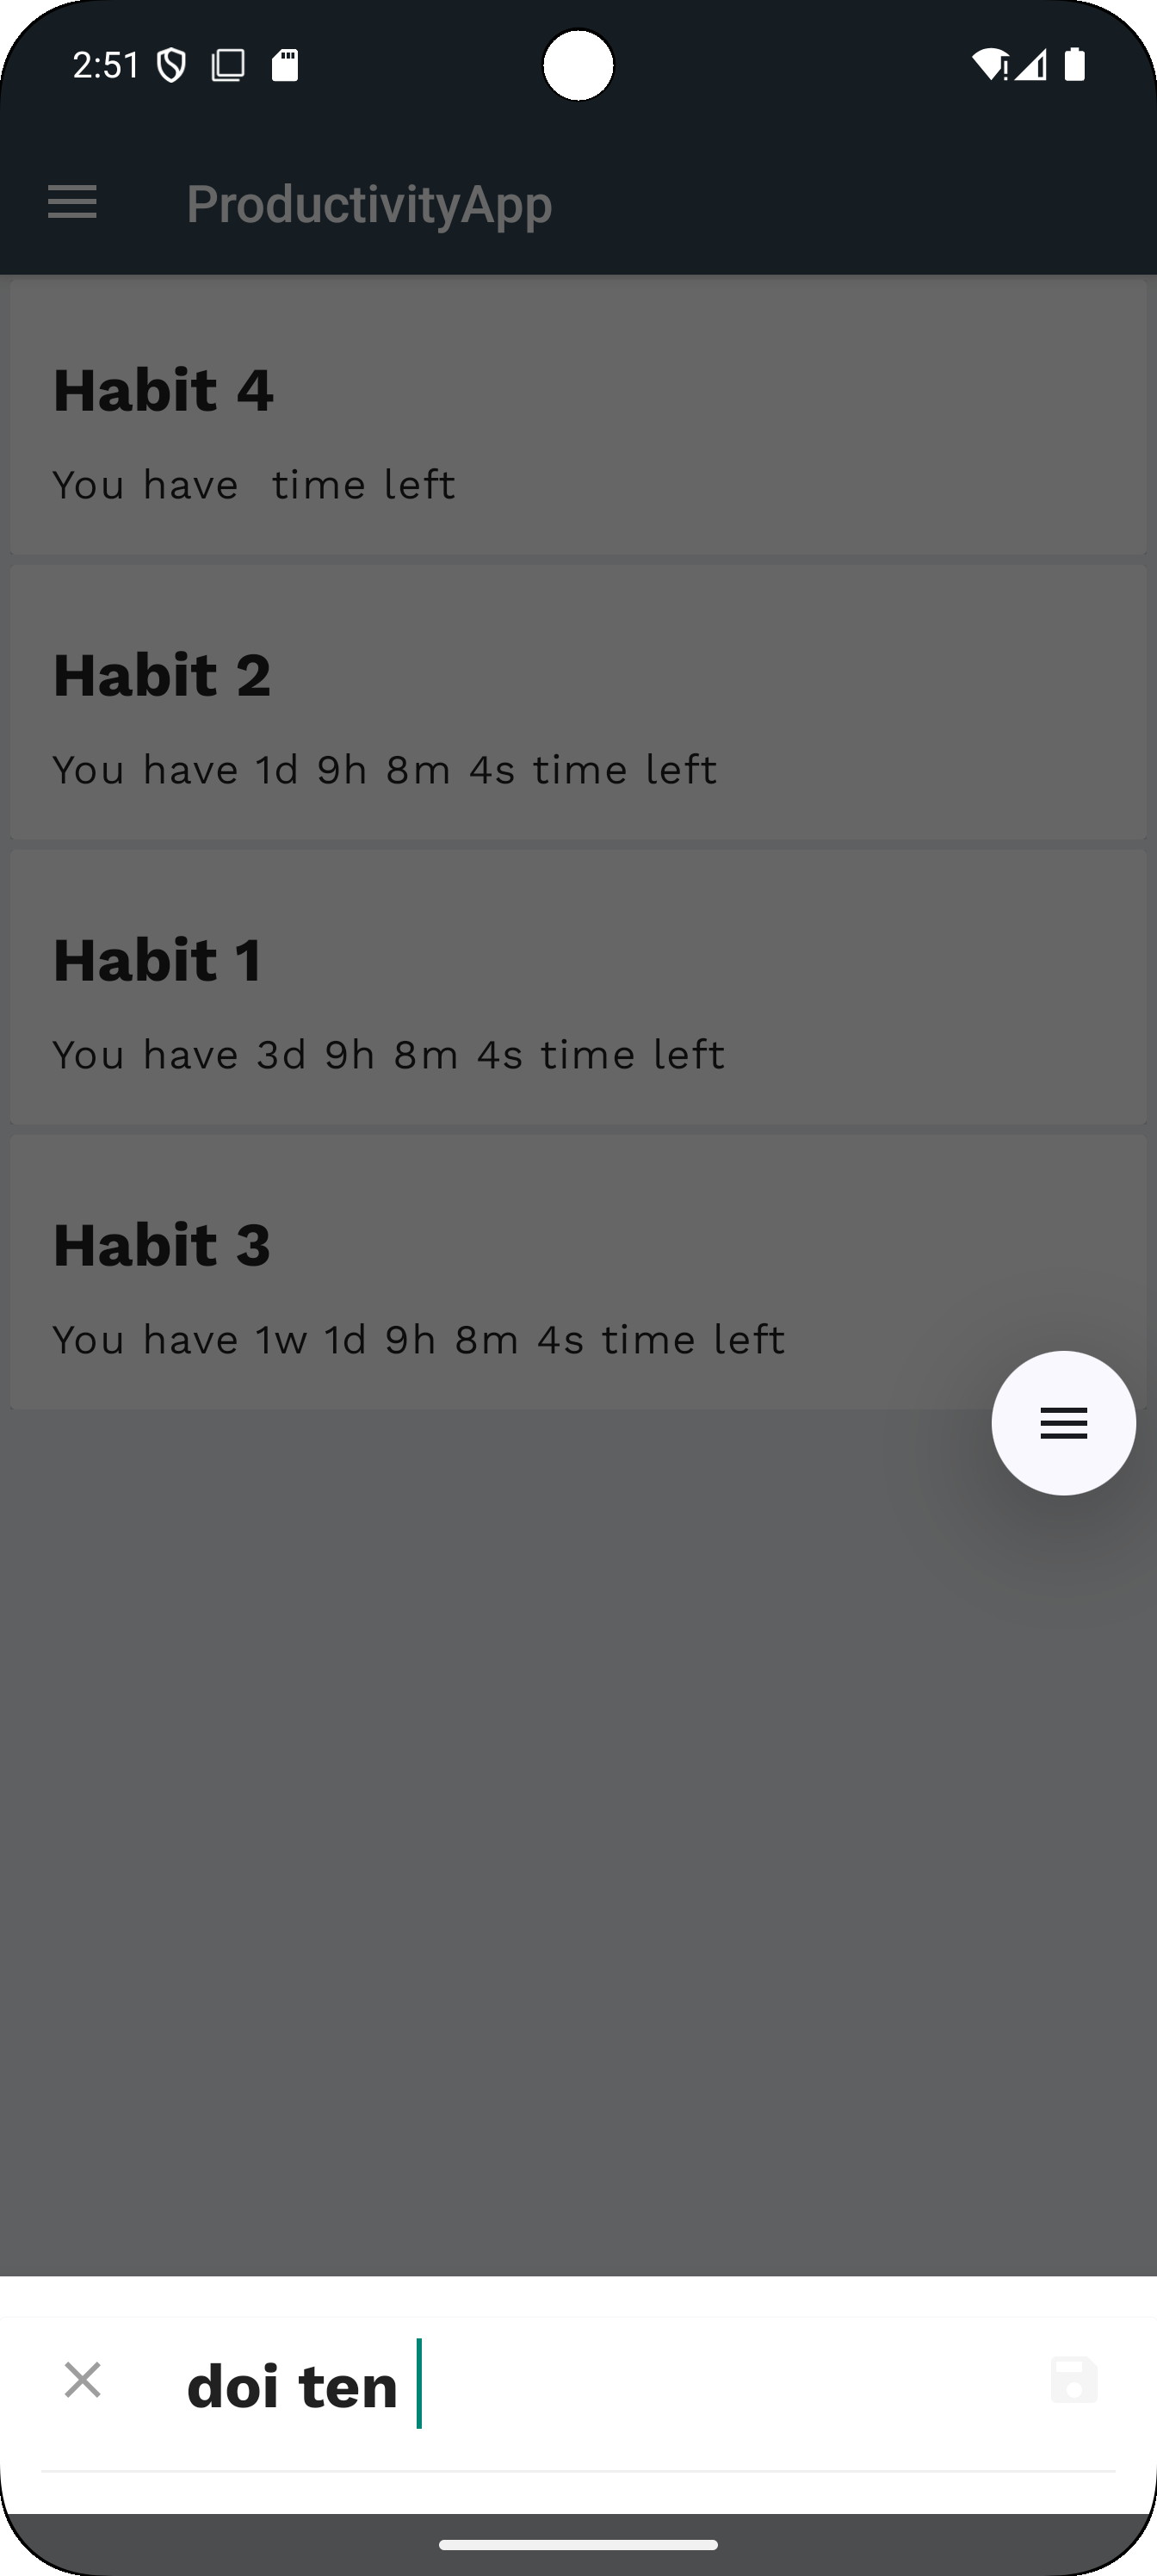 2:51
ProductivityApp
Habit 4
You have  time left
Habit 2
You have 1d 9h 8m 4s time left
Habit 1
You have 3d 9h 8m 4s time left
Habit 3
You have 1w 1d 9h 8m 4s time left
doi ten